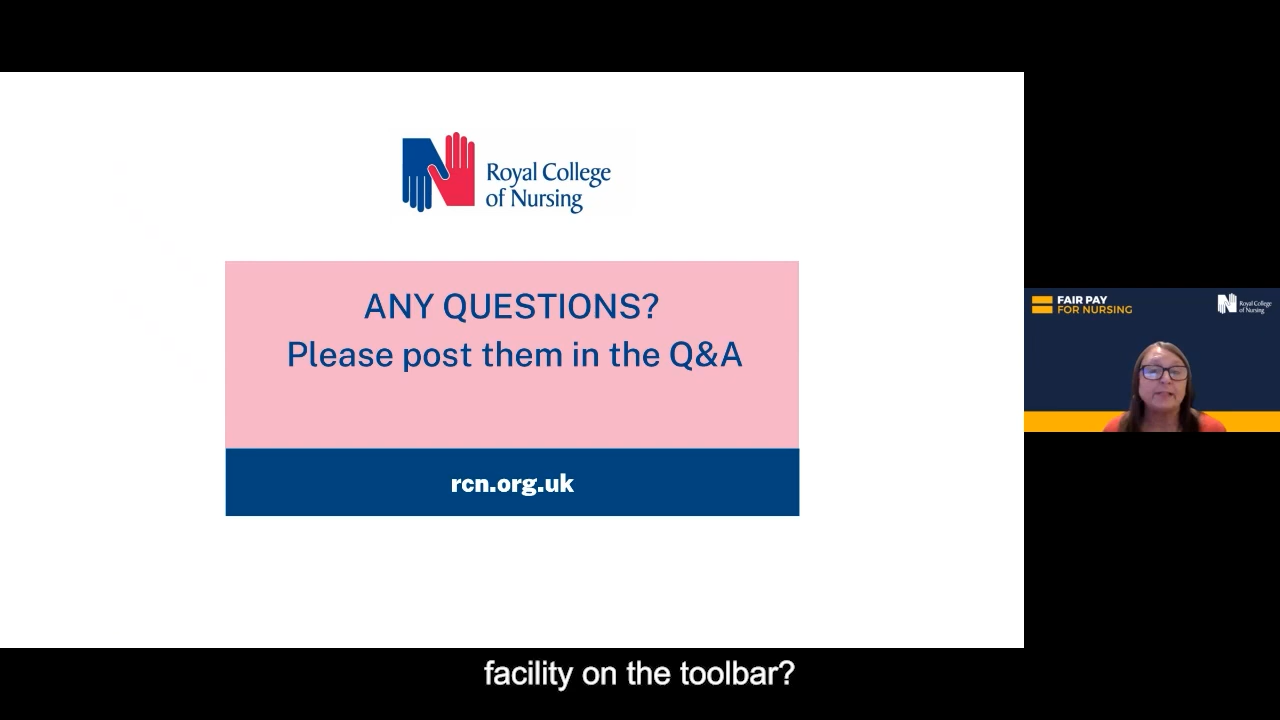 Royal College
of Nursing
ANY QUESTIONS?
Please post them in the Q&A
rcn.org.uk
FAIR PAY
FOR NURSING
Royal College
of Nursing
facility on the toolbar?